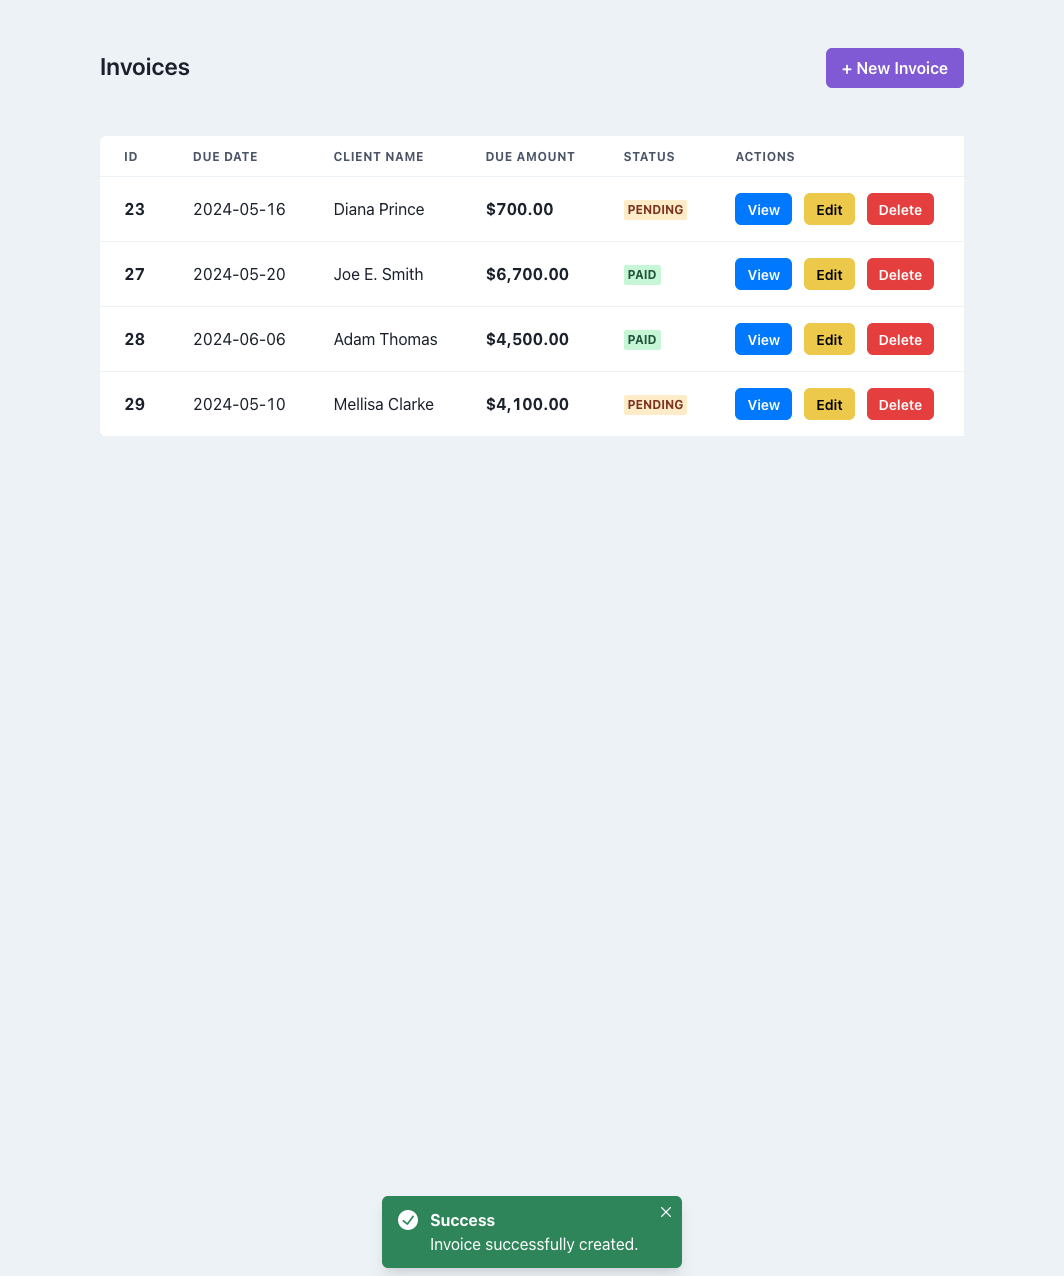 Invoices
+ New Invoice
ID DUE DATE CLIENT NAME DUE AMOUNT STATUS ACTIONS
23 2024-05-16 Diana Prince $700.00 PENDING View Edit Delete
27 2024-05-20 Joe E. Smith $6,700.00 PAID View Edit Delete
28 2024-06-06 Adam Thomas $4,500.00 PAID View Edit Delete
29 2024-05-10 Mellisa Clarke $4,100.00 PENDING View Edit Delete
Success
Invoice successfully created.